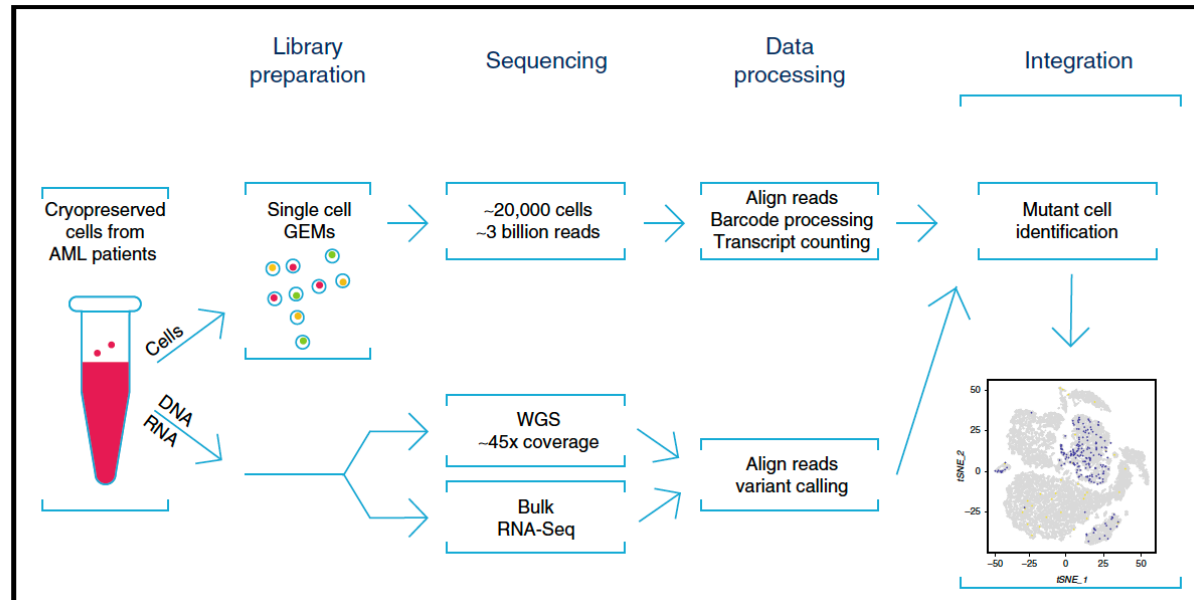 Library
preparation
Sequencing
Data
processing
Integration
Cryopreserved
cells from
AML patients
Cells
DNA
RNA
Single cell
GEMs
~20,000 cells
~3 billion reads
Align reads
Barcode processing
Transcript counting
Mutant cell
identification
WGS
~45x coverage
Bulk
RNA-Seq
Align reads
variant calling
50
25
0
−25
tSNE_2
−50
−25
0
25
50
tSNE_1